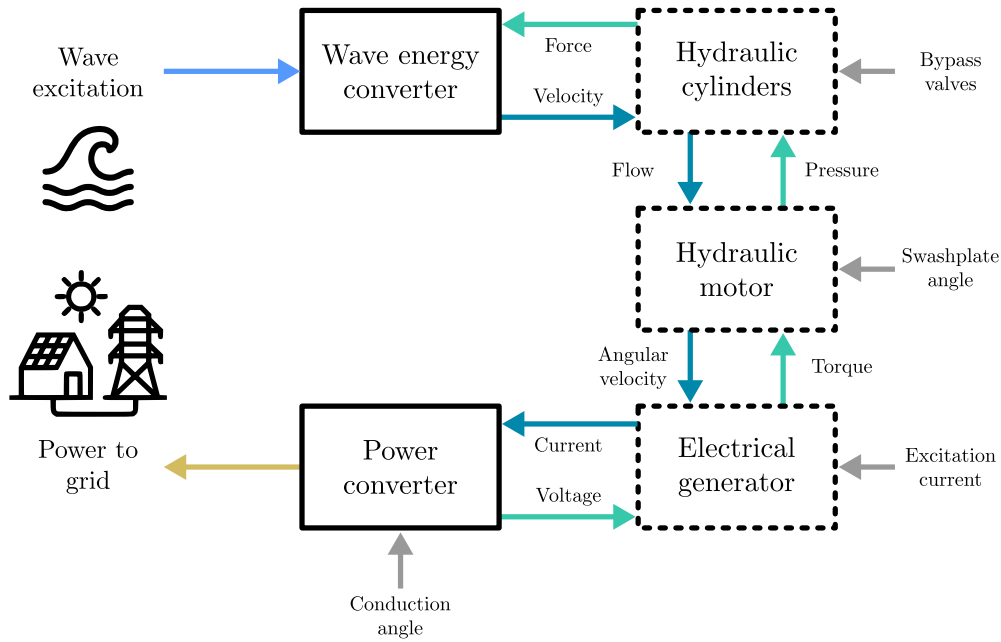 Wave
excitation
Wave energy
converter
Force
Velocity
Hydraulic
cylinders
Bypass
valves
Flow
Pressure
Hydraulic
motor
Swashplate
angle
Angular
velocity
Torque
Power to
grid
Power
converter
Current
Voltage
Electrical
generator
Excitation
current
Conduction
angle